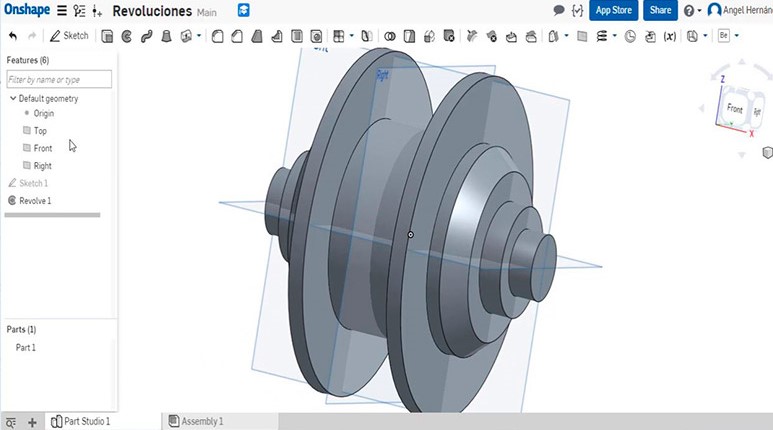 Onshape Revoluciones Main App Store Share Angel Hernán
Sketch
Features (6)
Filter by name or type
Default geometry
Origin
Top
Front
Right
Sketch 1
Revolve 1
Parts (1)
Part 1
Right
Z
Front
X
Part Studio 1 Assembly 1